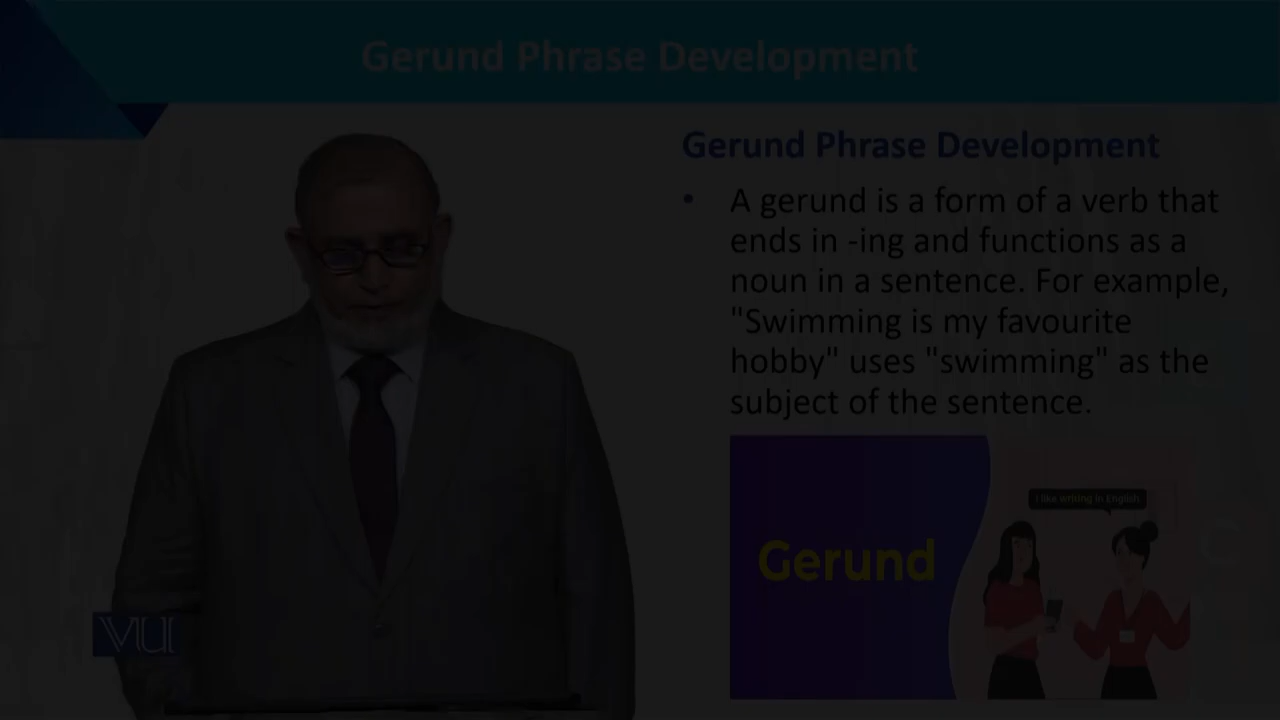 Gerund Phrase Development
Gerund Phrase Development
• A gerund is a form of a verb that
ends in -ing and functions as a
noun in a sentence. For example,
"Swimming is my favourite
hobby" uses "swimming" as the
subject of the sentence.
I like writing in English
Gerund
VU